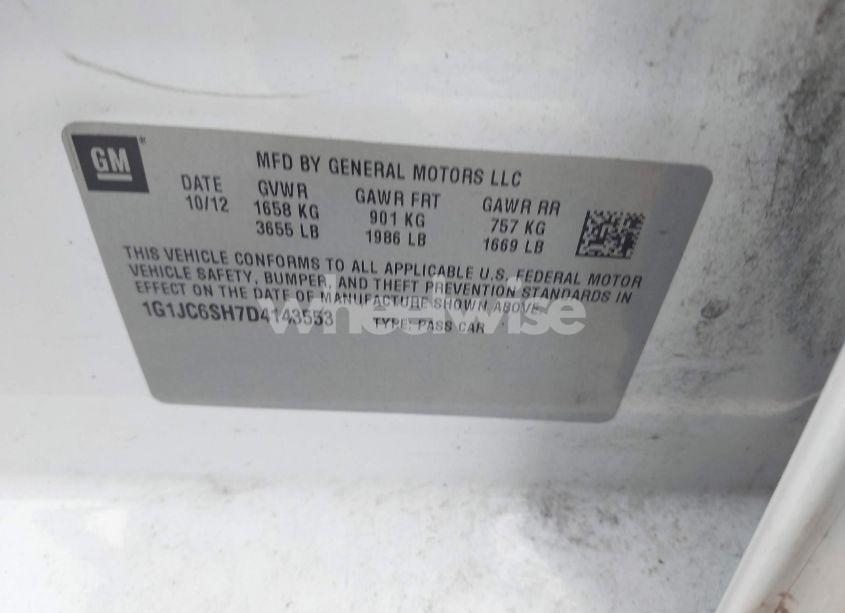 GM ®
MFD BY GENERAL MOTORS LLC
DATE GVWR GAWR FRT GAWR RR
10/12 1658 KG 901 KG 757 KG
3655 LB 1986 LB 1669 LB
THIS VEHICLE CONFORMS TO ALL APPLICABLE U.S. FEDERAL MOTOR
VEHICLE SAFETY, BUMPER, AND THEFT PREVENTION STANDARDS IN
EFFECT ON THE DATE OF MANUFACTURE SHOWN ABOVE.
1G1JC6SH7D4143553 TYPE: PASS CAR
wheelwise